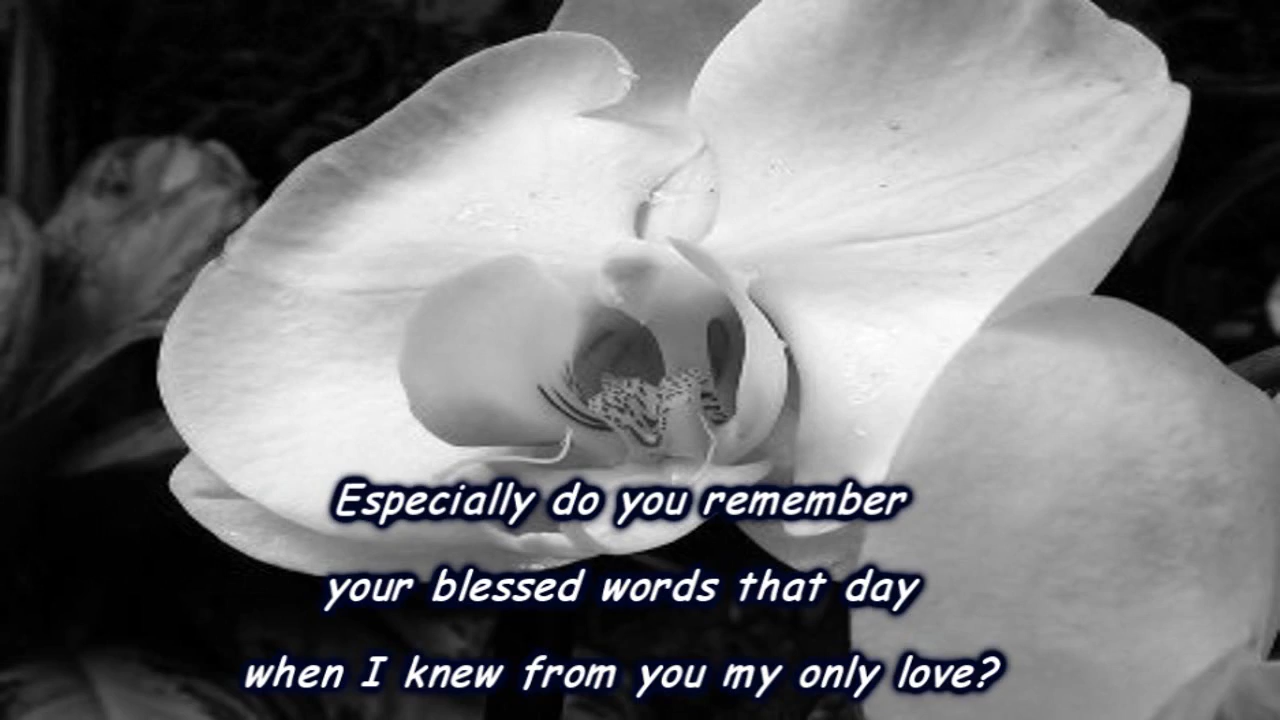 Especially do you remember
your blessed words that day
when I knew from you my only love?